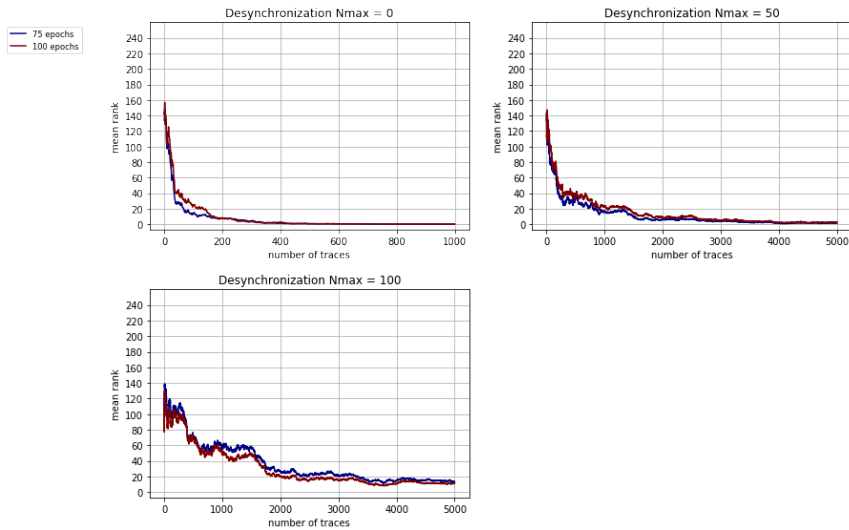 75 epochs
100 epochs
Desynchronization Nmax = 0
mean rank
240
220
200
180
160
140
120
100
80
60
40
20
0
0 200 400 600 800 1000
number of traces
Desynchronization Nmax = 50
mean rank
240
220
200
180
160
140
120
100
80
60
40
20
0
0 1000 2000 3000 4000 5000
number of traces
Desynchronization Nmax = 100
mean rank
240
220
200
180
160
140
120
100
80
60
40
20
0
0 1000 2000 3000 4000 5000
number of traces